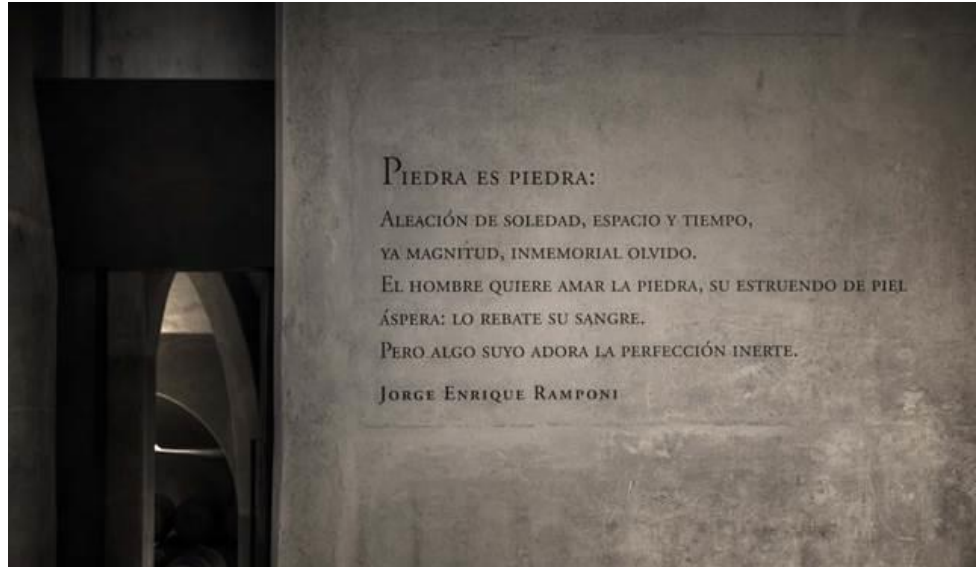 PIEDRA ES PIEDRA:
ALEACIÓN DE SOLEDAD, ESPACIO Y TIEMPO,
YA MAGNITUD, INMEMORIAL OLVIDO.
EL HOMBRE QUIERE AMAR LA PIEDRA, SU ESTRUENDO DE PIEL
ÁSPERA: LO REBATE SU SANGRE.
PERO ALGO SUYO ADORA LA PERFECCIÓN INERTE.
JORGE ENRIQUE RAMPONI